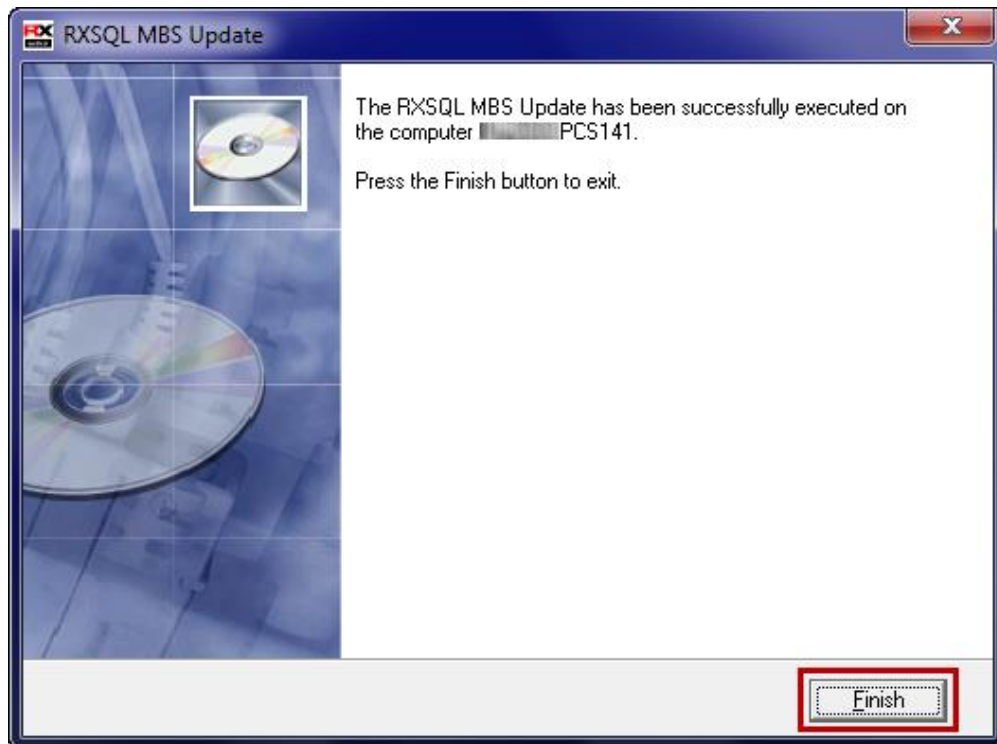 RX
RXSQL MBS Update
The RXSQL MBS Update has been successfully executed on
the computer PCS141.
Press the Finish button to exit.
Finish